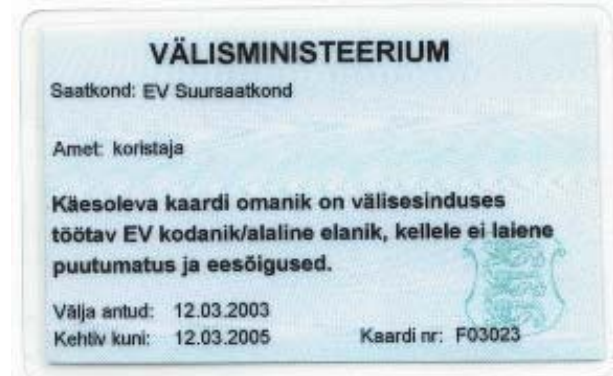 VÄLISMINISTEERIUM
Saatkond: EV Suursaatkond
Amet: koristaja
Käesoleva kaardi omanik on välisesinduses
töötav EV kodanik/alaline elanik, kellele ei laiene
puutumatus ja eesõigused.
Välja antud: 12.03.2003
Kehtiv kuni: 12.03.2005 Kaardi nr: F03023